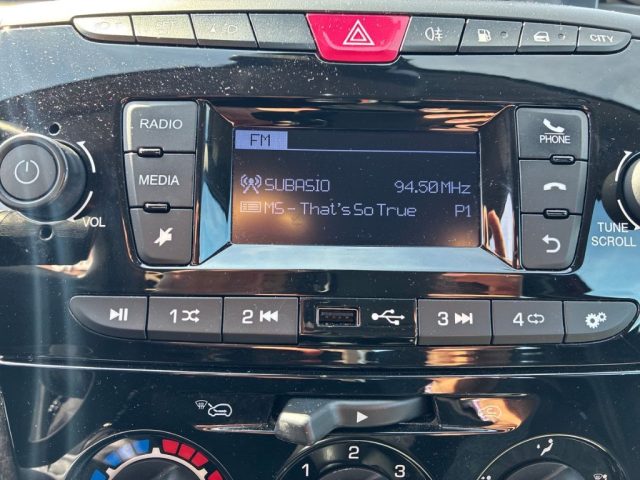 SET
CITY
RADIO
MEDIA
VOL
FM
SUBASIO 94.50MHz
MS - That's So True P1
PHONE
TUNE
SCROLL
1
2
3
4
1 2 3